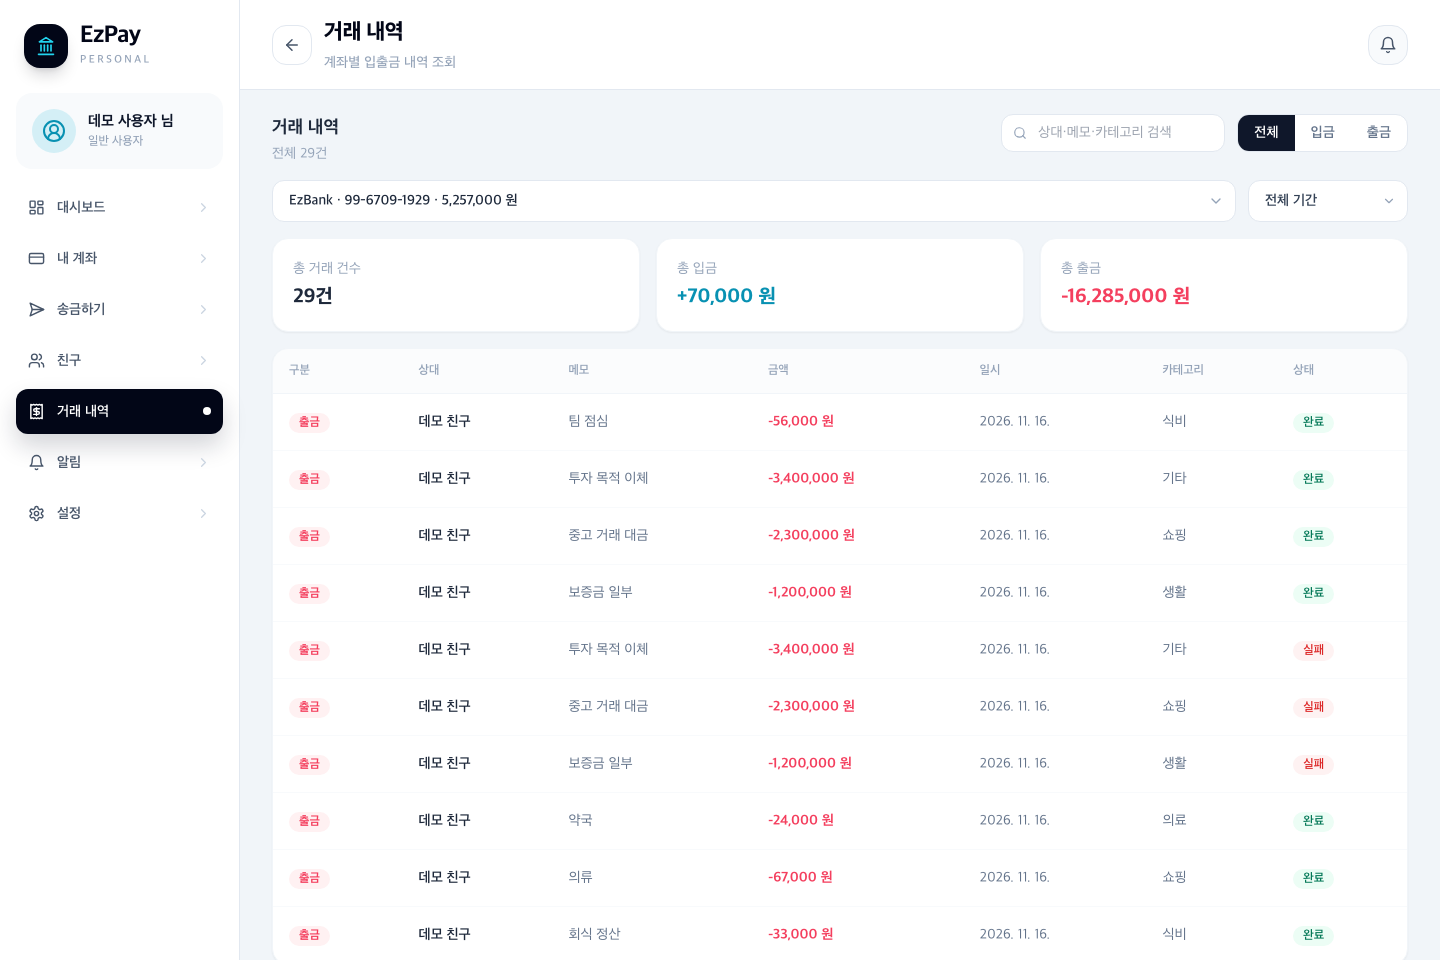 EzPay
PERSONAL
데모 사용자 님
일반 사용자
대시보드
내 계좌
송금하기
친구
거래 내역
알림
설정
거래 내역
계좌별 입출금 내역 조회
거래 내역
전체 29건
상대·메모·카테고리 검색
전체 입금 출금
EzBank · 99-6709-1929 · 5,257,000 원
전체 기간
총 거래 건수
29건
총 입금
+70,000 원
총 출금
-16,285,000 원
구분 상대 메모 금액 일시 카테고리 상태
출금 데모 친구 팀 점심 -56,000 원 2026. 11. 16. 식비 완료
출금 데모 친구 투자 목적 이체 -3,400,000 원 2026. 11. 16. 기타 완료
출금 데모 친구 중고 거래 대금 -2,300,000 원 2026. 11. 16. 쇼핑 완료
출금 데모 친구 보증금 일부 -1,200,000 원 2026. 11. 16. 생활 완료
출금 데모 친구 투자 목적 이체 -3,400,000 원 2026. 11. 16. 기타 실패
출금 데모 친구 중고 거래 대금 -2,300,000 원 2026. 11. 16. 쇼핑 실패
출금 데모 친구 보증금 일부 -1,200,000 원 2026. 11. 16. 생활 실패
출금 데모 친구 약국 -24,000 원 2026. 11. 16. 의료 완료
출금 데모 친구 의류 -67,000 원 2026. 11. 16. 쇼핑 완료
출금 데모 친구 회식 정산 -33,000 원 2026. 11. 16. 식비 완료